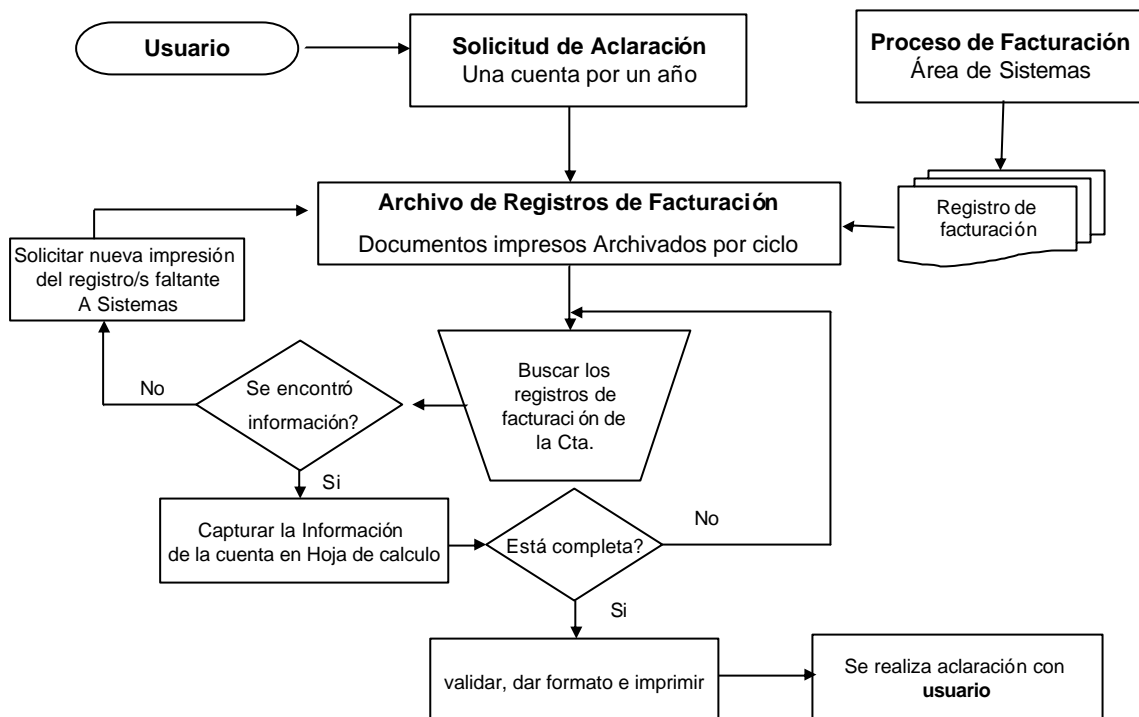 Usuario
Solicitud de Aclaración
Una cuenta por un año
Proceso de Facturación
Área de Sistemas
Archivo de Registros de Facturación
Documentos impresos Archivados por ciclo
Registro de
facturación
Solicitar nueva impresión
del registro/s faltante
A Sistemas
Buscar los
registros de
facturación de
la Cta.
No
Se encontró
información?
Si
Capturar la Información
de la cuenta en Hoja de calculo
Está completa?
No
Si
validar, dar formato e imprimir
Se realiza aclaración con
usuario